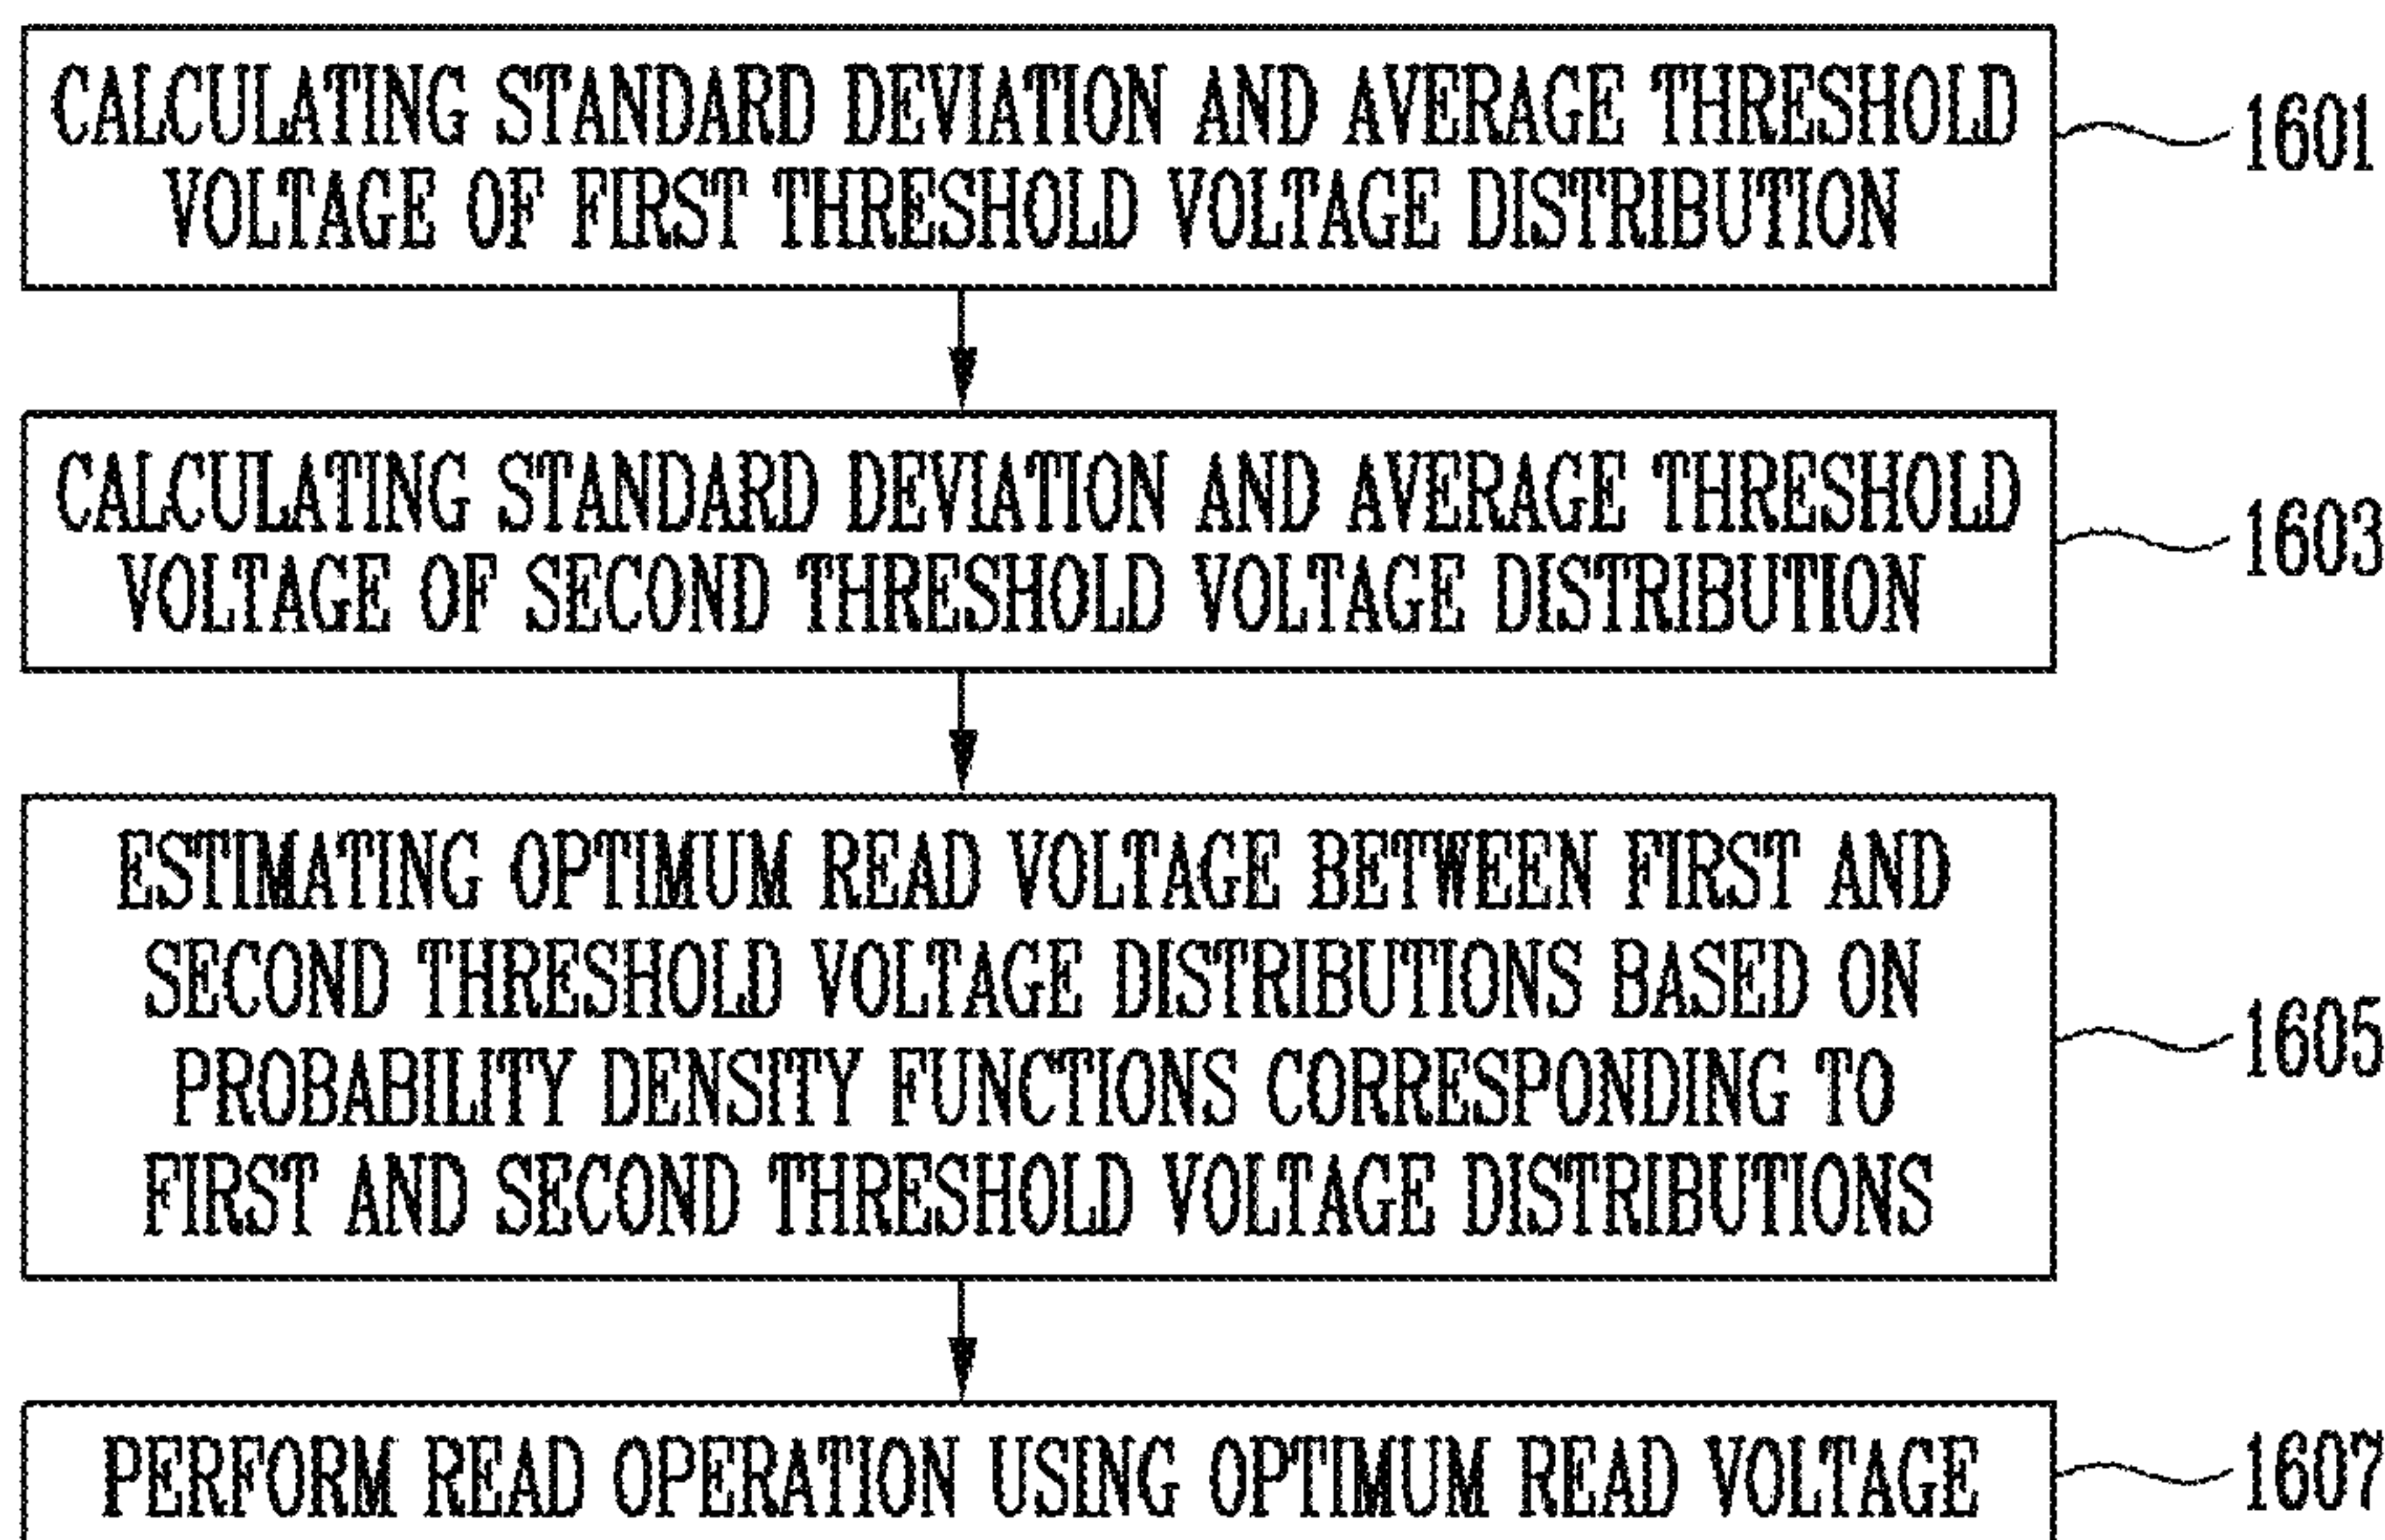 CALCULATING STANDARD DEVIATION AND AVERAGE THRESHOLD
VOLTAGE OF FIRST THRESHOLD VOLTAGE DISTRIBUTION
1601
CALCULATING STANDARD DEVIATION AND AVERAGE THRESHOLD
VOLTAGE OF SECOND THRESHOLD VOLTAGE DISTRIBUTION
1603
ESTIMATING OPTIMUM READ VOLTAGE BETWEEN FIRST AND
SECOND THRESHOLD VOLTAGE DISTRIBUTIONS BASED ON
PROBABILITY DENSITY FUNCTIONS CORRESPONDING TO
FIRST AND SECOND THRESHOLD VOLTAGE DISTRIBUTIONS
1605
PERFORM READ OPERATION USING OPTIMUM READ VOLTAGE
1607